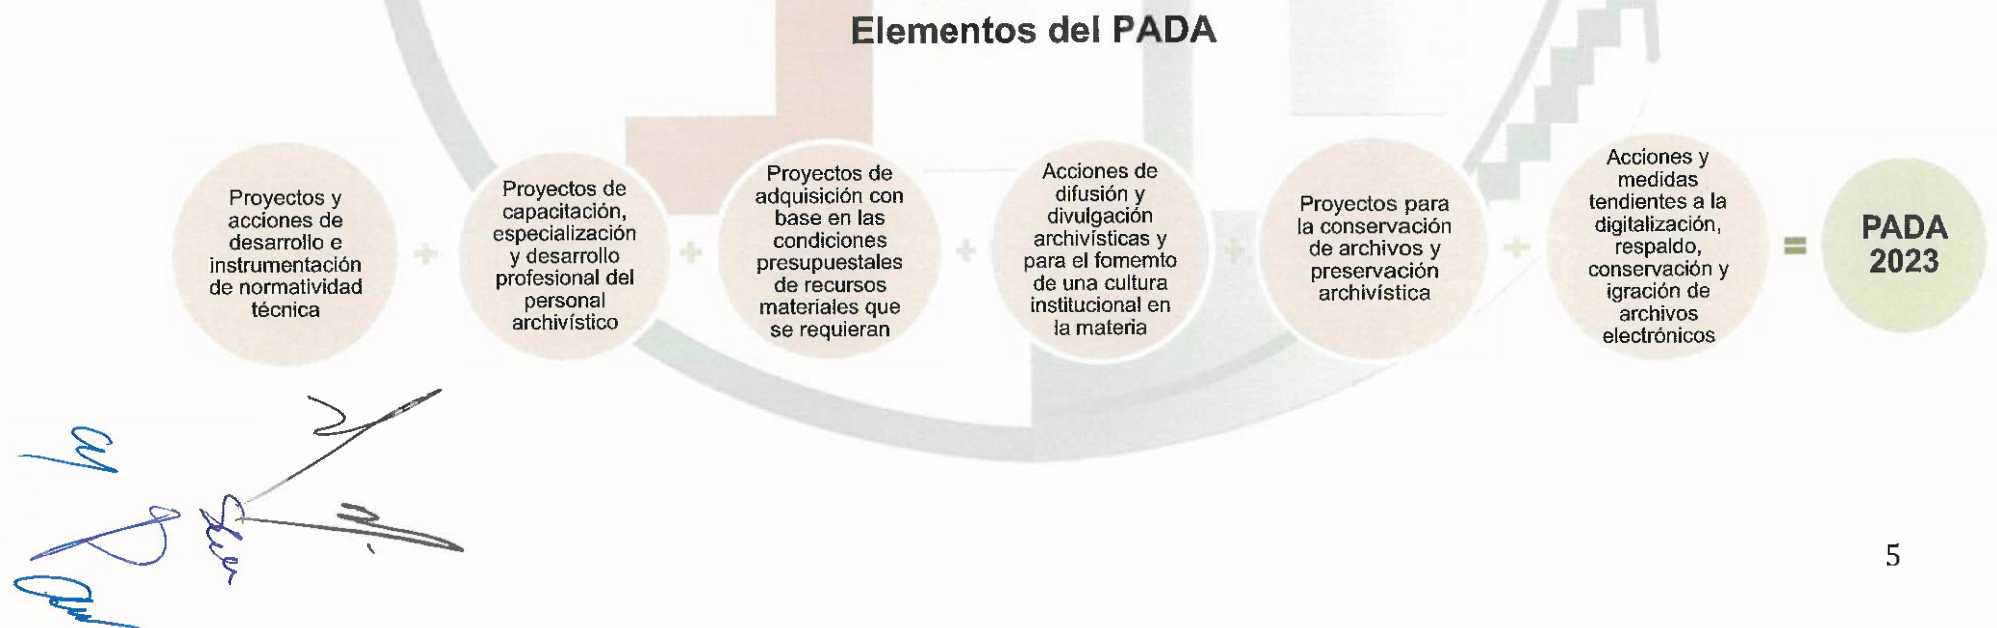 Elementos del PADA
Proyectos y
acciones de
desarrollo e
instrumentación
de normatividad
técnica
+
Proyectos de
capacitación,
especialización
y desarrollo
profesional del
personal
archivístico
+
Proyectos de
adquisición con
base en las
condiciones
presupuestales
de recursos
materiales que
se requieran
+
Acciones de
difusión y
divulgación
archivísticas y
para el fomemto
de una cultura
institucional en
la materia
+
Proyectos para
la conservación
de archivos y
preservación
archivística
+
Acciones y
medidas
tendientes a la
digitalización,
respaldo,
conservación y
igración de
archivos
electrónicos
=
PADA
2023
5